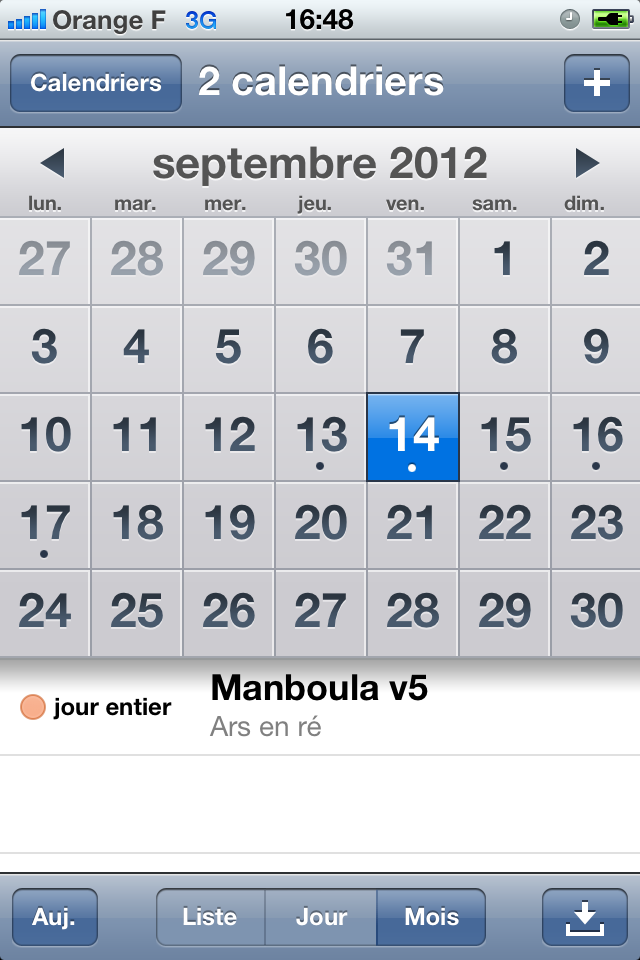 Orange F 3G 16:48
Calendriers 2 calendriers +
septembre 2012
lun. mar. mer. jeu. ven. sam. dim.
27 28 29 30 31 1 2
3 4 5 6 7 8 9
10 11 12 13 14 15 16
17 18 19 20 21 22 23
24 25 26 27 28 29 30
jour entier Manboula v5
Ars en ré
Auj. Liste Jour Mois